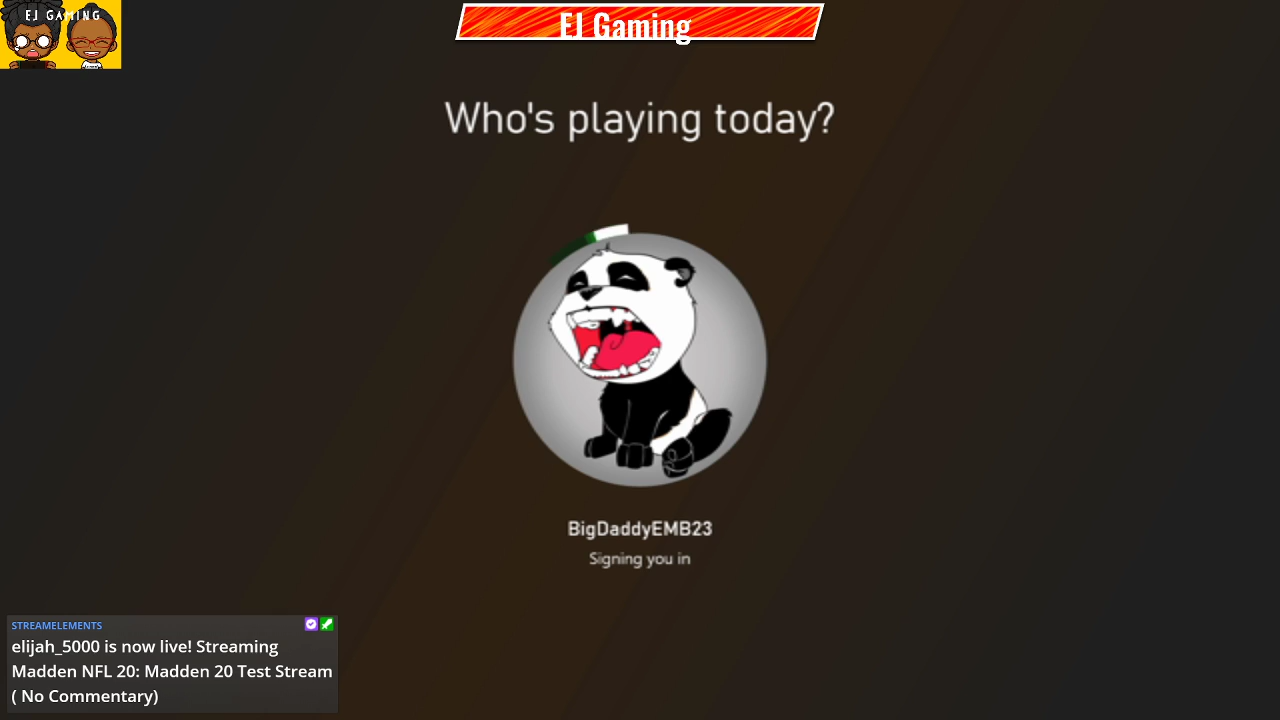 EJ GAMING
EJ Gaming
Who's playing today?
BigDaddyEMB23
Signing you in
STREAMELEMENTS
elijah_5000 is now live! Streaming
Madden NFL 20: Madden 20 Test Stream
( No Commentary)